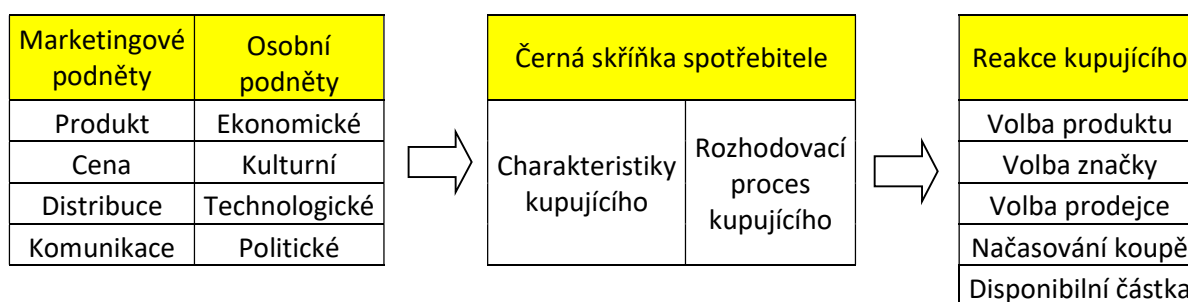 Marketingové
podněty
Osobní
podněty
Produkt
Ekonomické
Cena
Kulturní
Distribuce
Technologické
Komunikace
Politické
Černá skříňka spotřebitele
Charakteristiky
kupujícího
Rozhodovací
proces
kupujícího
Reakce kupujícího
Volba produktu
Volba značky
Volba prodejce
Načasování koupě
Disponibilní částka